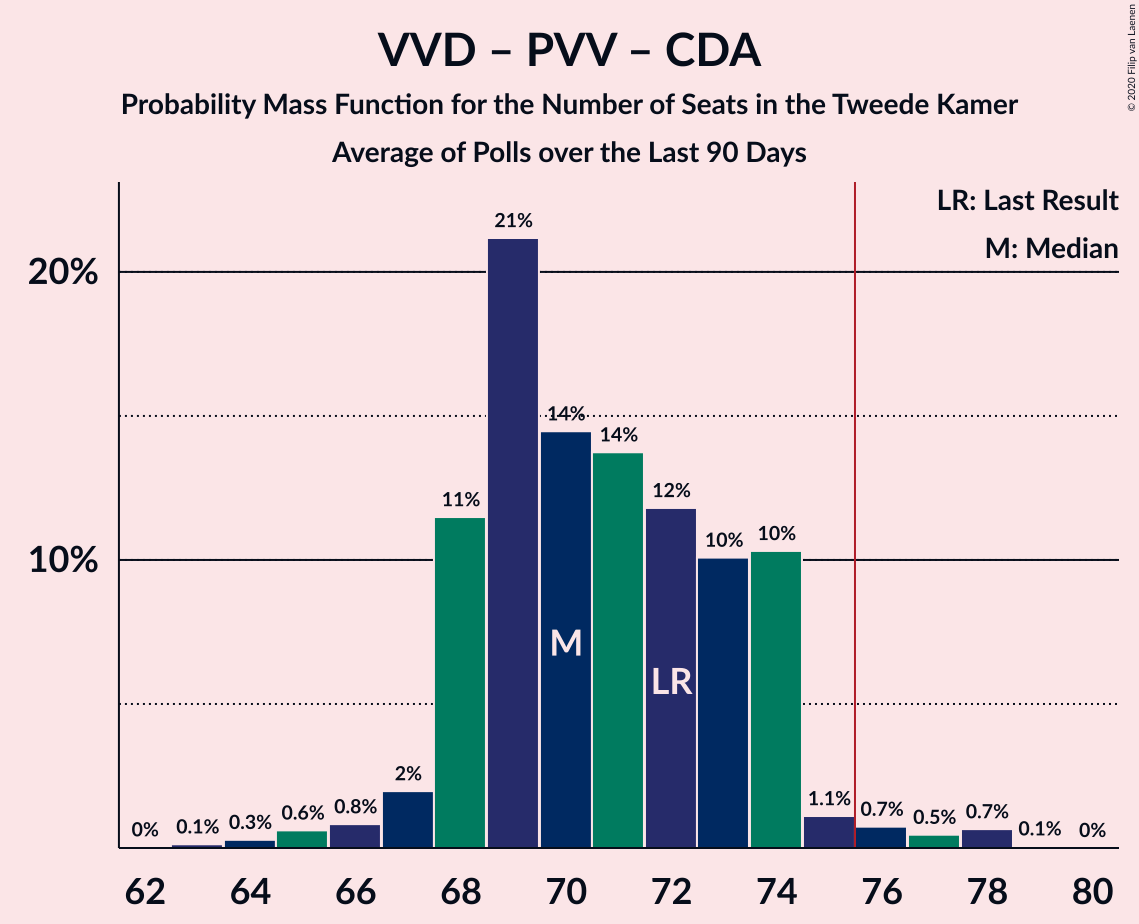 VVD – PVV – CDA
Probability Mass Function for the Number of Seats in the Tweede Kamer
Average of Polls over the Last 90 Days
© 2020 Filip van Laenen
LR: Last Result
M: Median
20%
10%
0%
0.1%
0.3%
0.6%
0.8%
2%
11%
21%
14%
14%
12%
10%
10%
1.1%
0.7%
0.5%
0.7%
0.1%
0%
M
LR
62 64 66 68 70 72 74 76 78 80